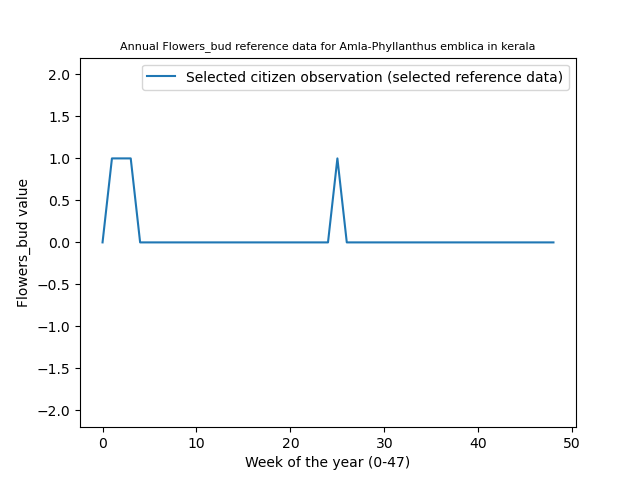 Annual Flowers_bud reference data for Amla-Phyllanthus emblica in kerala
Selected citizen observation (selected reference data)
2.0
1.5
1.0
0.5
0.0
−0.5
−1.0
−1.5
−2.0
Flowers_bud value
0 10 20 30 40 50
Week of the year (0-47)